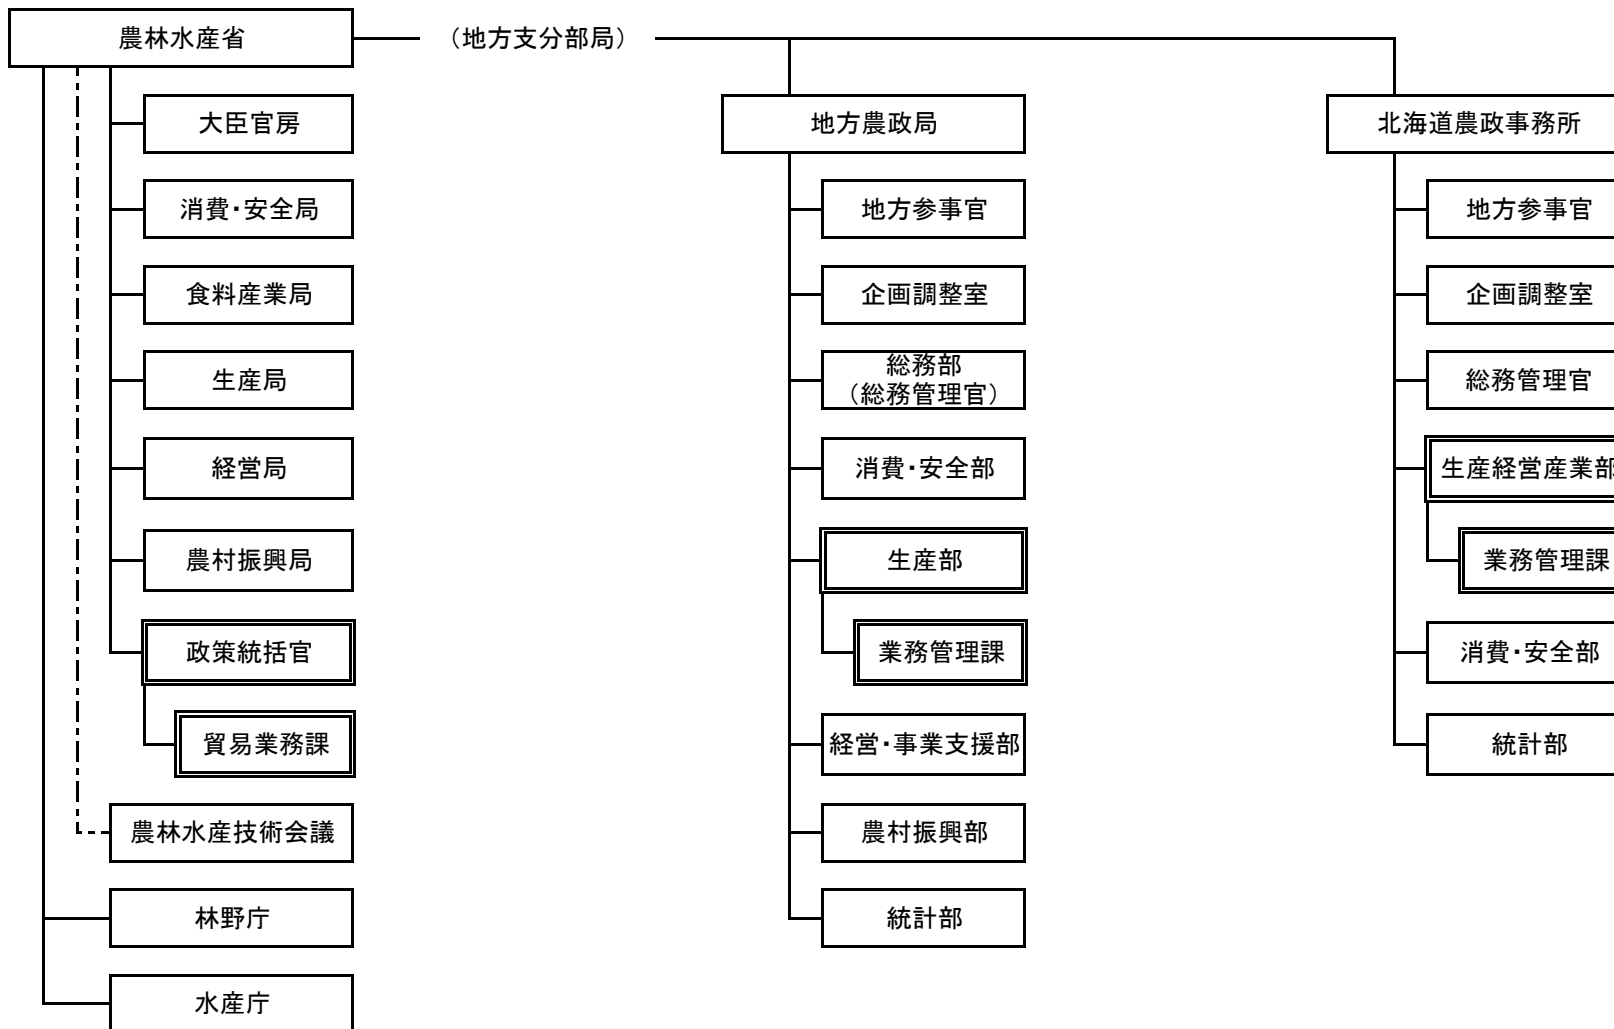 農林水産省
（地方支分部局）
大臣官房
消費・安全局
食料産業局
生産局
経営局
農村振興局
政策統括官
貿易業務課
農林水産技術会議
林野庁
水産庁
地方農政局
地方参事官
企画調整室
総務部
（総務管理官）
消費・安全部
生産部
業務管理課
経営・事業支援部
農村振興部
統計部
北海道農政事務所
地方参事官
企画調整室
総務管理官
生産経営産業部
業務管理課
消費・安全部
統計部